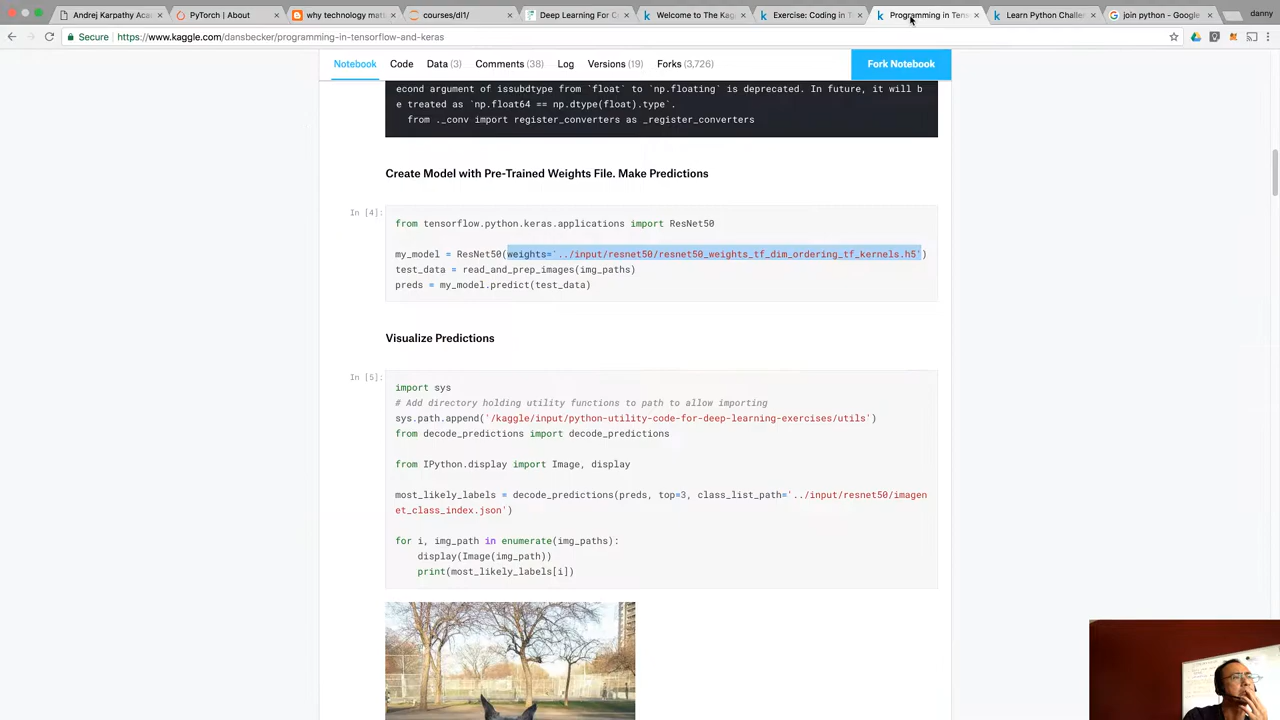 Andrej Karpathy Aca
PyTorch | About
why technology mat
courses/dl1/
Deep Learning For C
Welcome to The Kag
Exercise: Coding in T
Programming in Tens
Learn Python Challe
join python - Google
danny
Secure | https://www.kaggle.com/dansbecker/programming-in-tensorflow-and-keras
Notebook Code Data (3) Comments (38) Log Versions (19) Forks (3,726) Fork Notebook
econd argument of issubdtype from `float` to `np.floating` is deprecated. In future, it will b
e treated as `np.float64 == np.dtype(float).type`.
from ._conv import register_converters as _register_converters
Create Model with Pre-Trained Weights File. Make Predictions
In [4]:
from tensorflow.python.keras.applications import ResNet50
my_model = ResNet50(weights='../input/resnet50/resnet50_weights_tf_dim_ordering_tf_kernels.h5')
test_data = read_and_prep_images(img_paths)
preds = my_model.predict(test_data)
Visualize Predictions
In [5]:
import sys
# Add directory holding utility functions to path to allow importing
sys.path.append('/kaggle/input/python-utility-code-for-deep-learning-exercises/utils')
from decode_predictions import decode_predictions
from IPython.display import Image, display
most_likely_labels = decode_predictions(preds, top=3, class_list_path='../input/resnet50/imagen
et_class_index.json')
for i, img_path in enumerate(img_paths):
display(Image(img_path))
print(most_likely_labels[i])